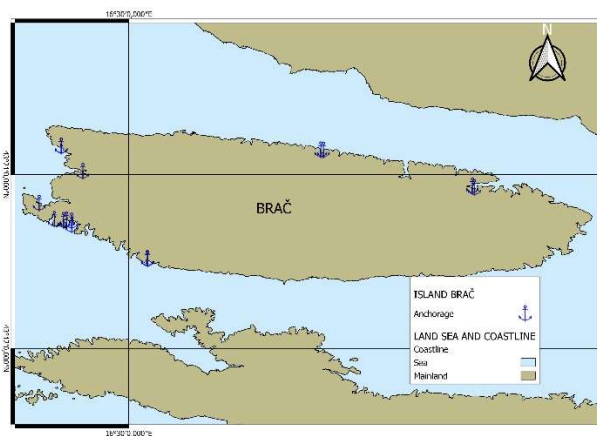 16°30'0,000"E
N
BRAČ
ISLAND BRAČ
Anchorage
LAND SEA AND COASTLINE
Coastline
Sea
Mainland
16°30'0,000"E